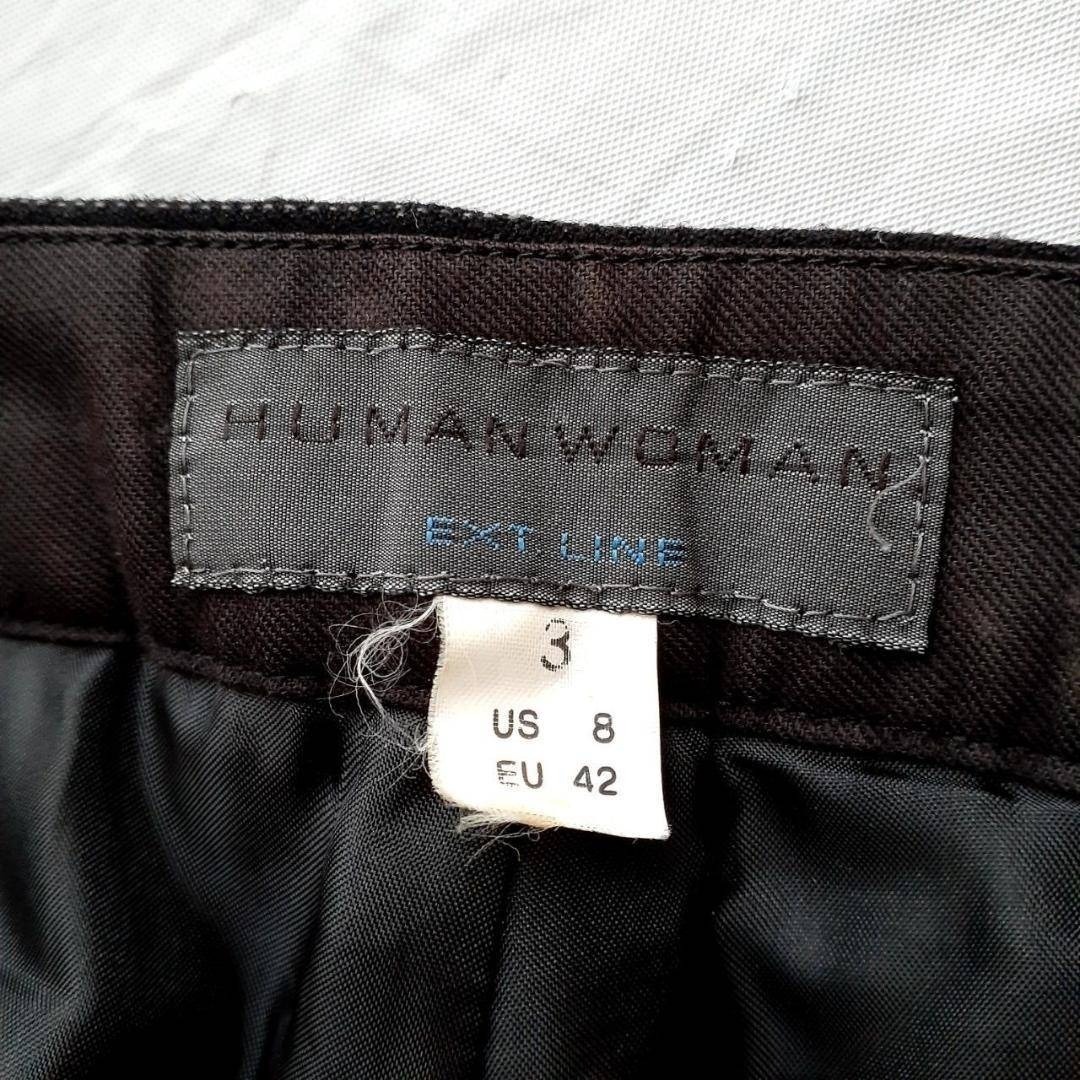 HUMAN WOMAN
EXT. LINE
3
US 8
EU 42